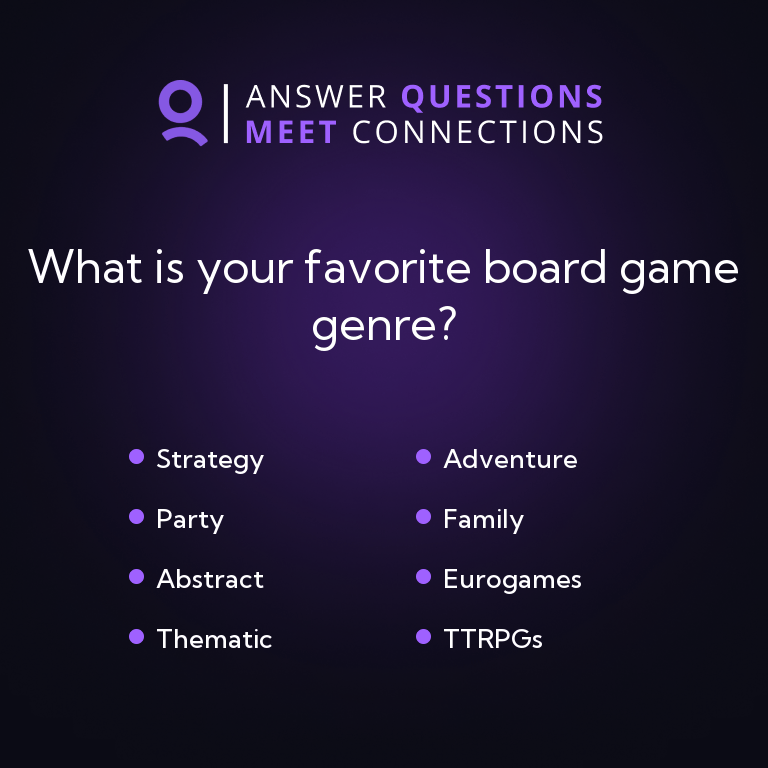 ANSWER QUESTIONS
MEET CONNECTIONS
What is your favorite board game
genre?
Strategy
Party
Abstract
Thematic
Adventure
Family
Eurogames
TTRPGs